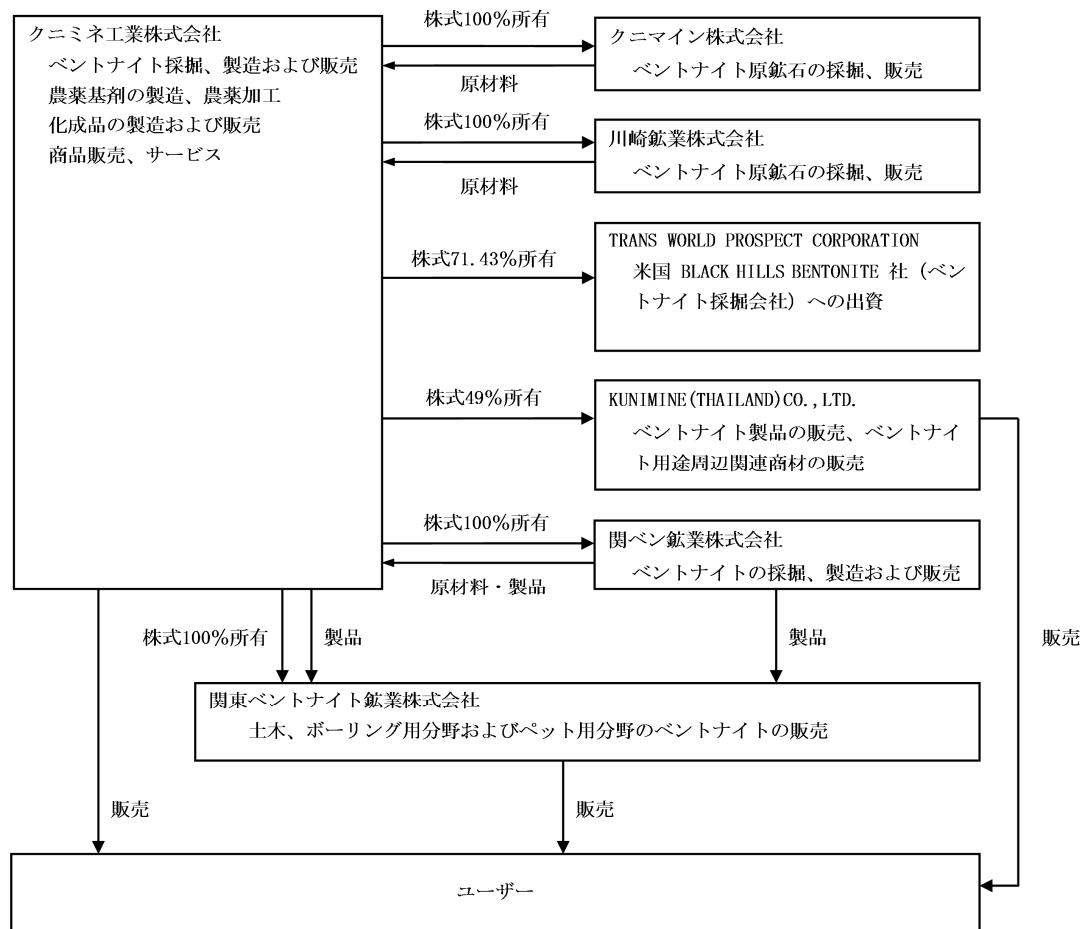 クニミネ工業株式会社
ベントナイト採掘、製造および販売
農薬基剤の製造、農薬加工
化成品の製造および販売
商品販売、サービス
株式100％所有
原材料
クニマイン株式会社
ベントナイト原鉱石の採掘、販売
株式100％所有
原材料
川崎鉱業株式会社
ベントナイト原鉱石の採掘、販売
株式71.43％所有
TRANS WORLD PROSPECT CORPORATION
米国 BLACK HILLS BENTONITE 社（ベン
トナイト採掘会社）への出資
株式49％所有
KUNIMINE(THAILAND)CO.,LTD.
ベントナイト製品の販売、ベントナイ
ト用途周辺関連商材の販売
株式100％所有
原材料・製品
関ベン鉱業株式会社
ベントナイトの採掘、製造および販売
株式100％所有
製品
製品
販売
関東ベントナイト鉱業株式会社
土木、ボーリング用分野およびペット用分野のベントナイトの販売
販売
販売
ユーザー